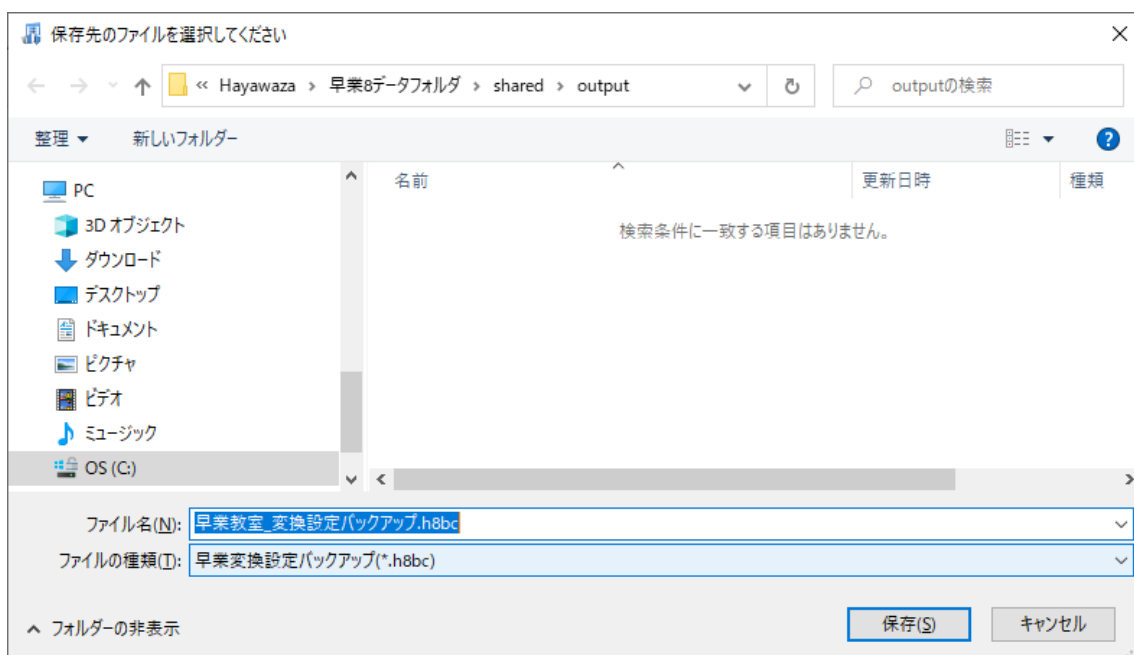 保存先のファイルを選択してください
« Hayawaza › 早業8データフォルダ › shared › output
outputの検索
整理
新しいフォルダー
名前
更新日時
種類
検索条件に一致する項目はありません。
PC
3D オブジェクト
ダウンロード
デスクトップ
ドキュメント
ピクチャ
ビデオ
ミュージック
OS (C:)
ファイル名(N): 早業教室_変換設定バックアップ.h8bc
ファイルの種類(T): 早業変換設定バックアップ(*.h8bc)
フォルダーの非表示
保存(S)
キャンセル